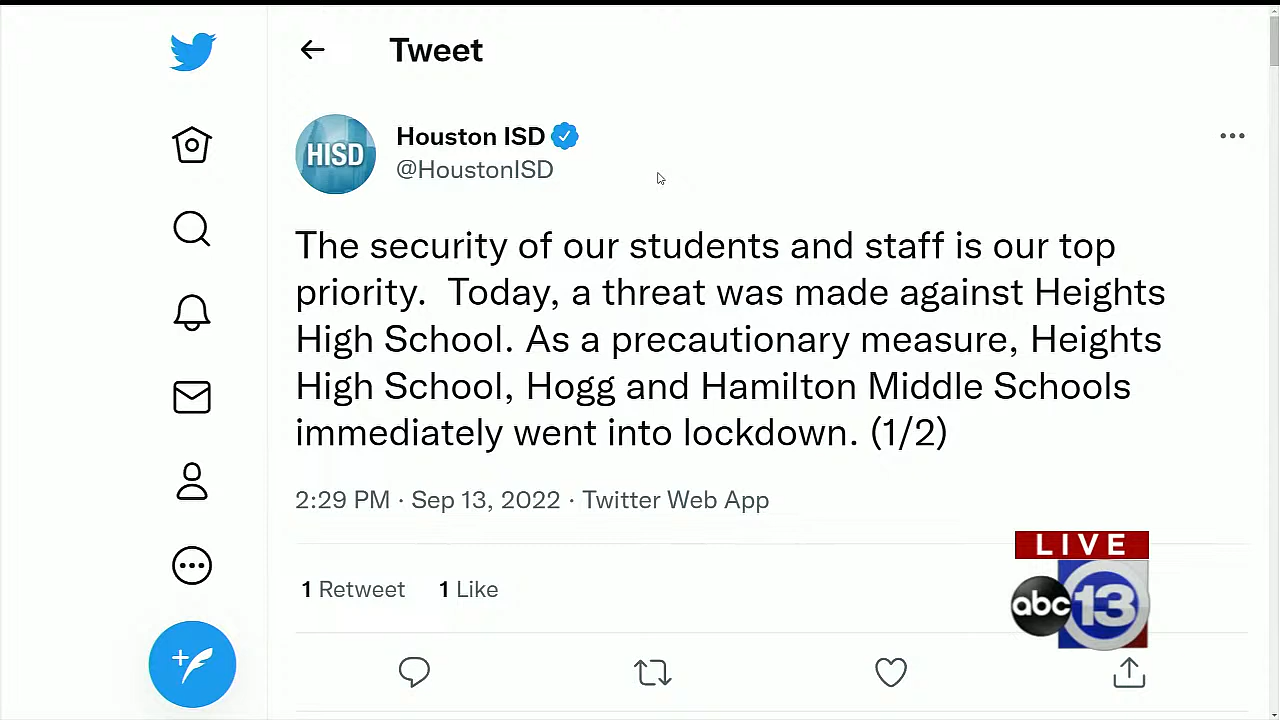 Tweet
HISD
Houston ISD
@HoustonISD
The security of our students and staff is our top
priority.  Today, a threat was made against Heights
High School. As a precautionary measure, Heights
High School, Hogg and Hamilton Middle Schools
immediately went into lockdown. (1/2)
2:29 PM · Sep 13, 2022 · Twitter Web App
1 Retweet 1 Like
LIVE
abc 13